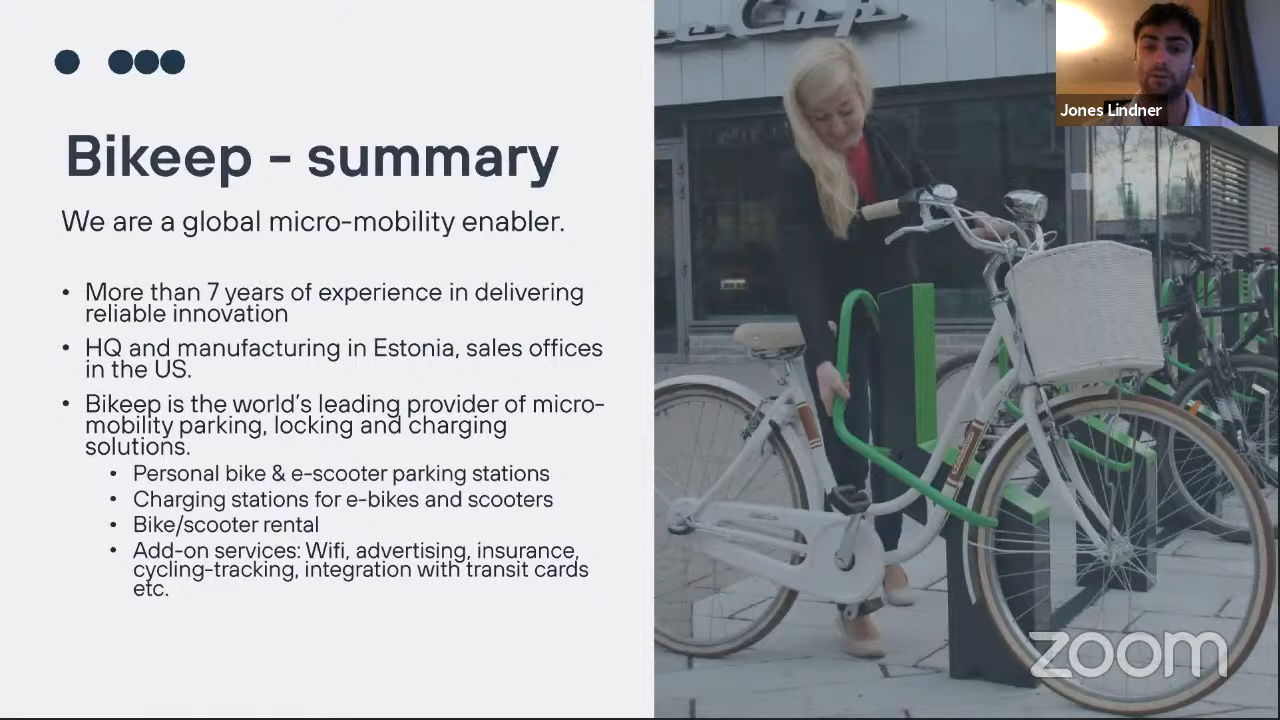 Bikeep - summary
We are a global micro-mobility enabler.
• More than 7 years of experience in delivering
reliable innovation
• HQ and manufacturing in Estonia, sales offices
in the US.
• Bikeep is the world's leading provider of micro-
mobility parking, locking and charging
solutions.
• Personal bike & e-scooter parking stations
• Charging stations for e-bikes and scooters
• Bike/scooter rental
• Add-on services: Wifi, advertising, insurance,
cycling-tracking, integration with transit cards
etc.
Jones Lindner
zoom